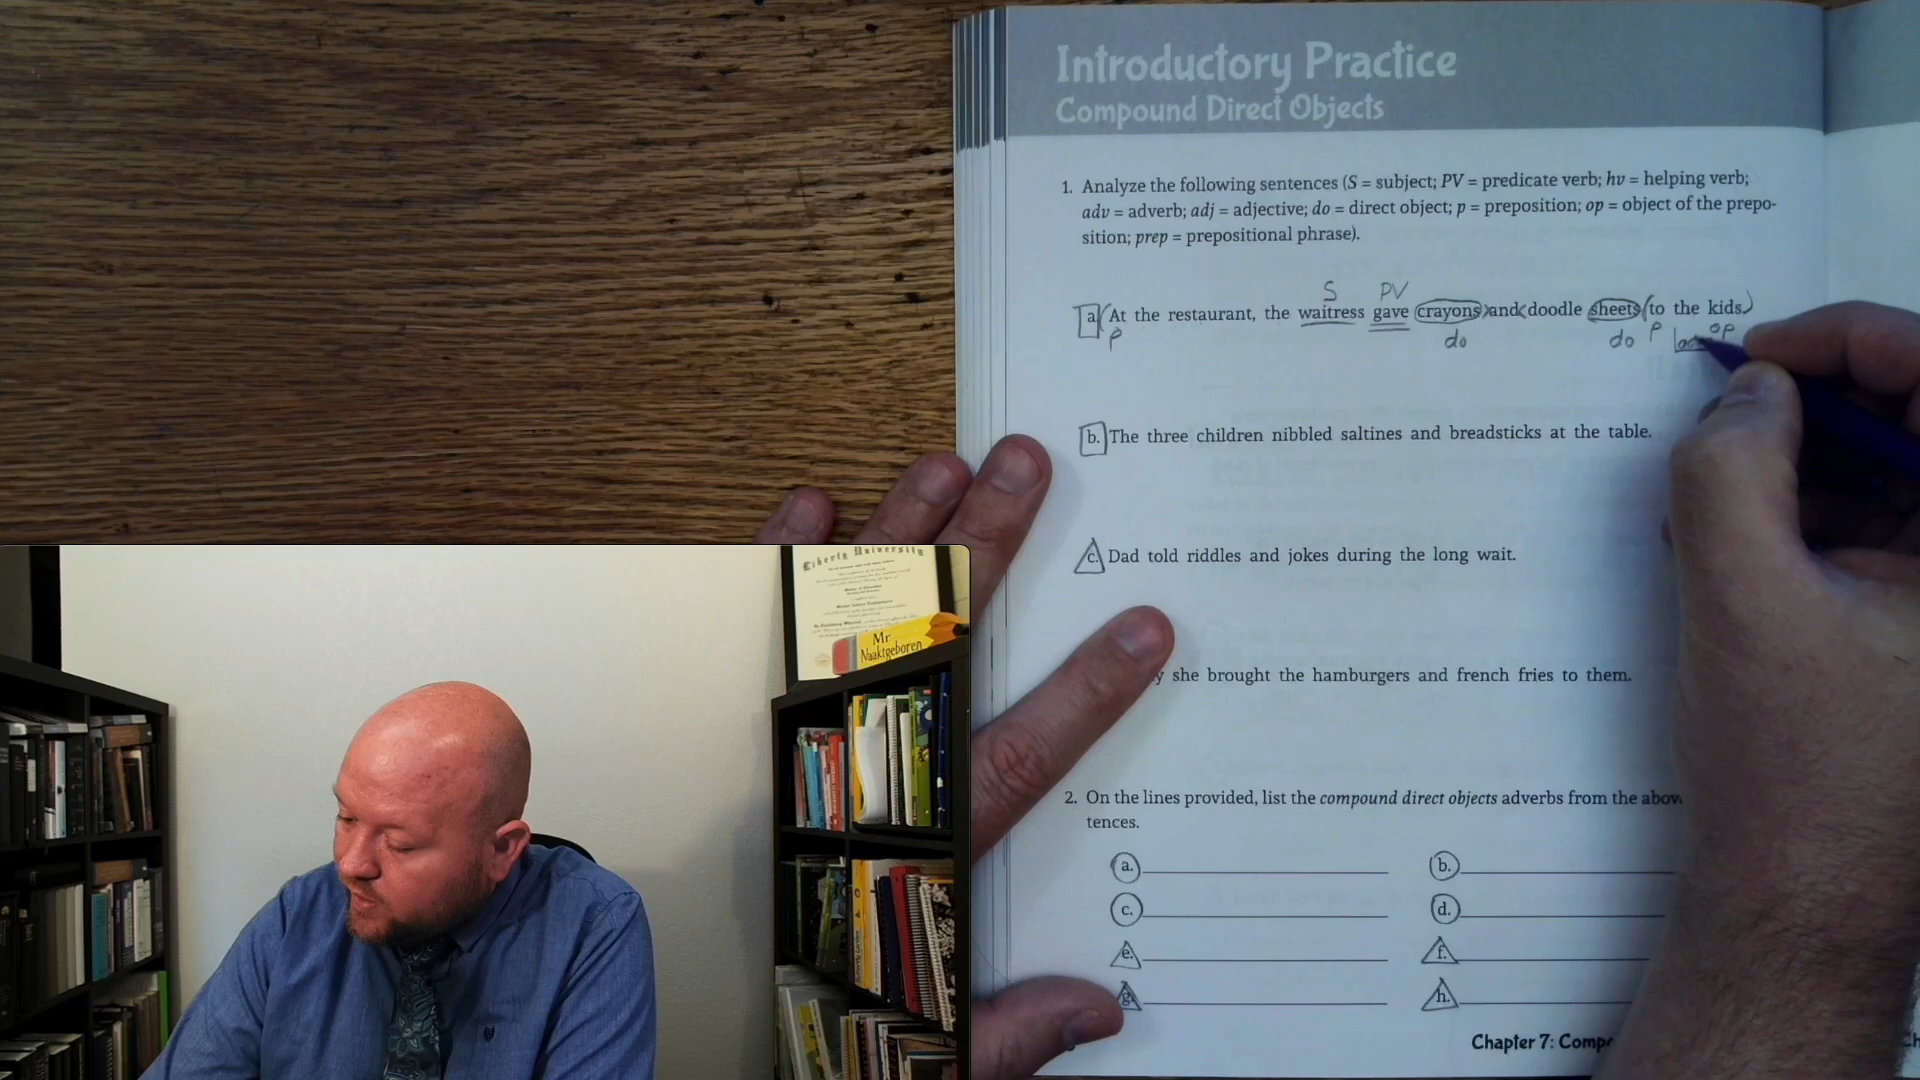 Introductory Practice
Compound Direct Objects
1. Analyze the following sentences (S = subject; PV = predicate verb; hv = helping verb;
adv = adverb; adj = adjective; do = direct object; p = preposition; op = object of the prepo-
sition; prep = prepositional phrase).
S PV
a. (At the restaurant, the waitress gave crayons and doodle sheets (to the kids.)
p do do p op
b. The three children nibbled saltines and breadsticks at the table.
c. Dad told riddles and jokes during the long wait.
she brought the hamburgers and french fries to them.
2. On the lines provided, list the compound direct objects adverbs from the abov
tences.
a. b.
c. d.
e. f.
g. h.
Chapter 7:
Liberty University
Mr
Naaktgeboren